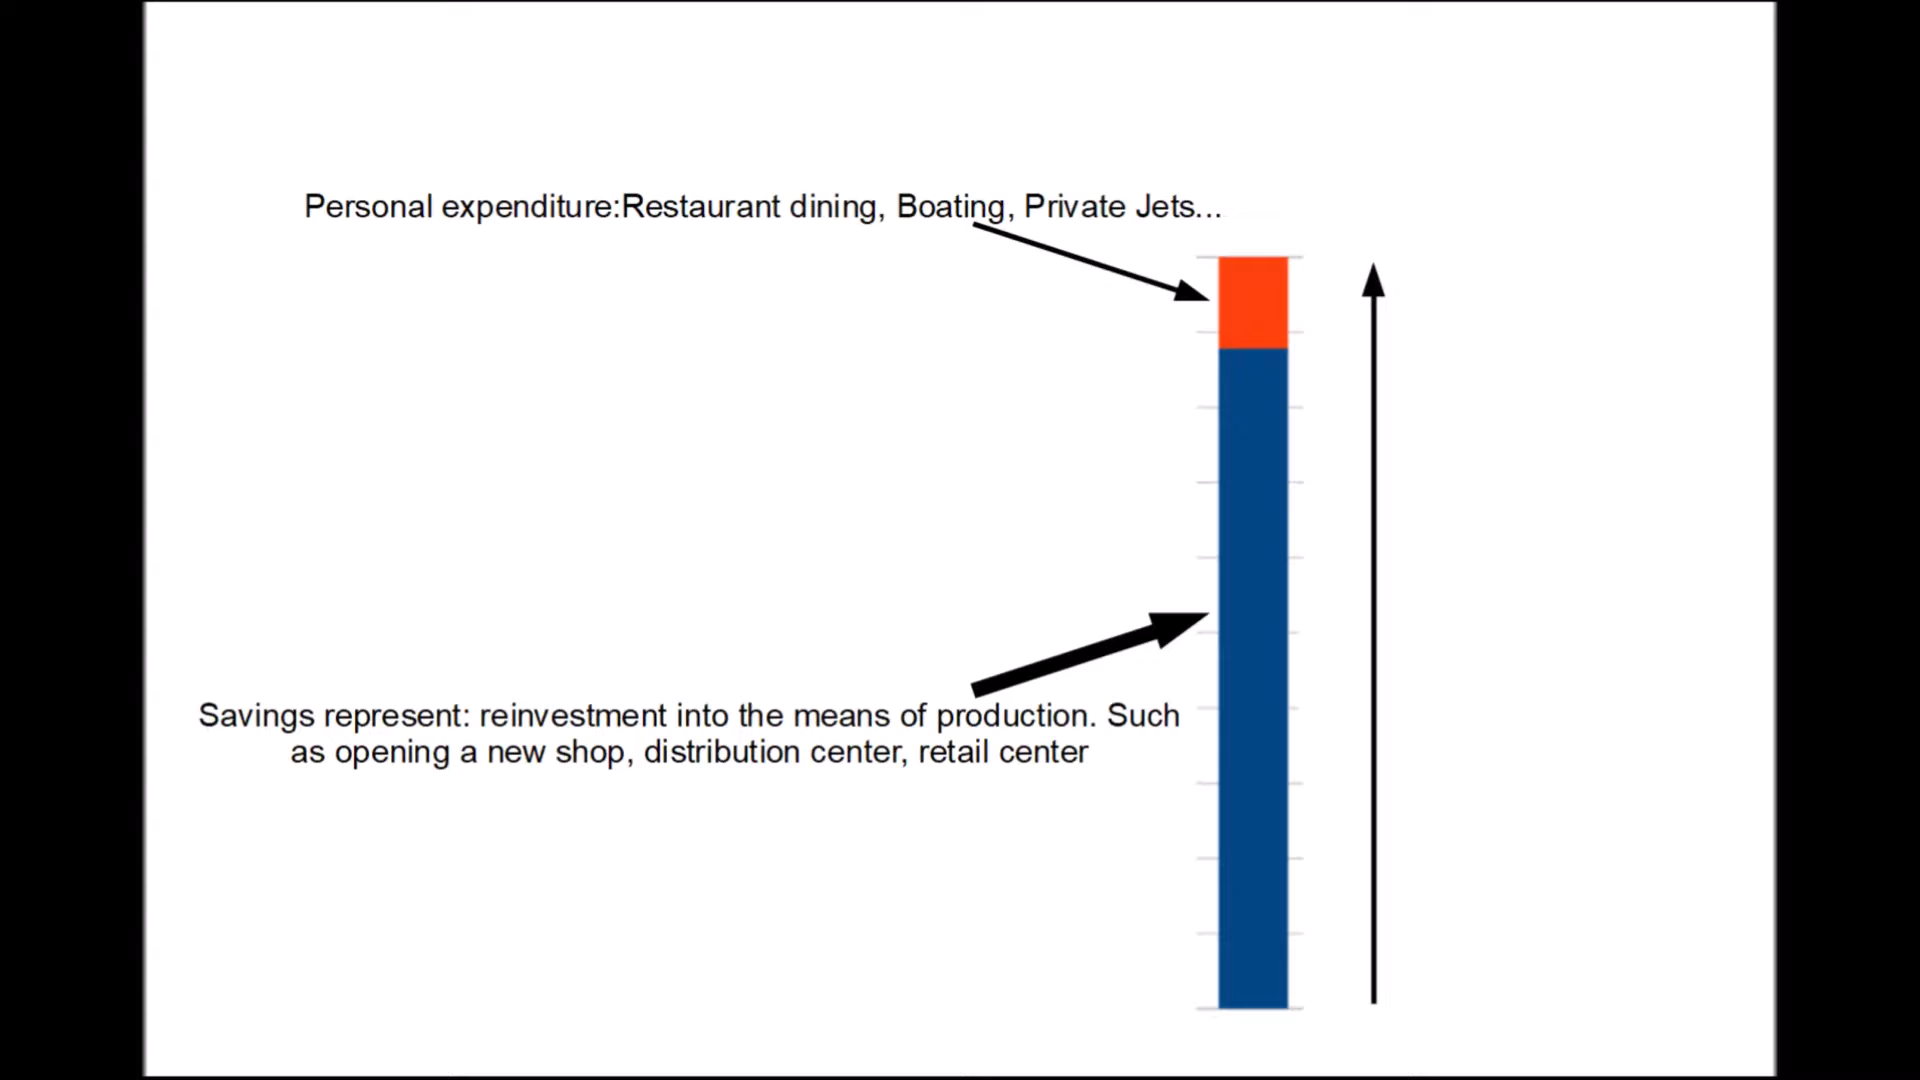 Personal expenditure:Restaurant dining, Boating, Private Jets...
Savings represent: reinvestment into the means of production. Such
as opening a new shop, distribution center, retail center